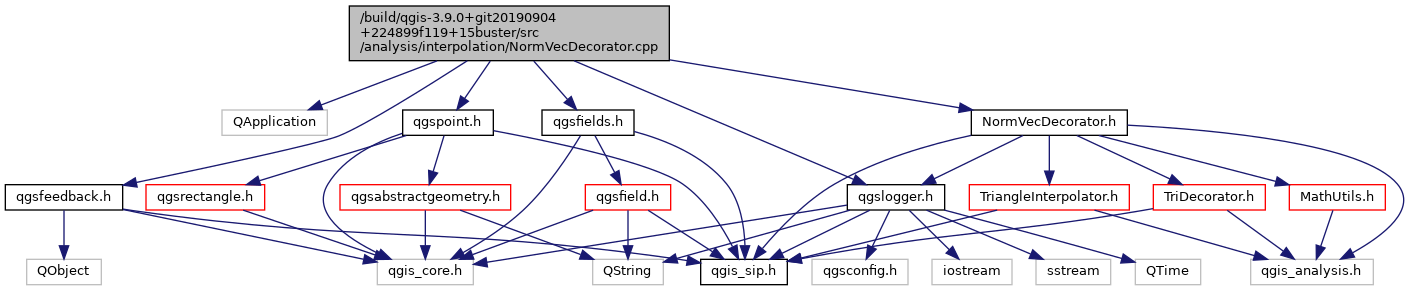 /build/qgis-3.9.0+git20190904
+224899f119+15buster/src
/analysis/interpolation/NormVecDecorator.cpp
QApplication
qgspoint.h
qgsfields.h
NormVecDecorator.h
qgsfeedback.h
qgsrectangle.h
qgsabstractgeometry.h
qgsfield.h
qgslogger.h
TriangleInterpolator.h
TriDecorator.h
MathUtils.h
QObject
qgis_core.h
QString
qgis_sip.h
qgsconfig.h
iostream
sstream
QTime
qgis_analysis.h